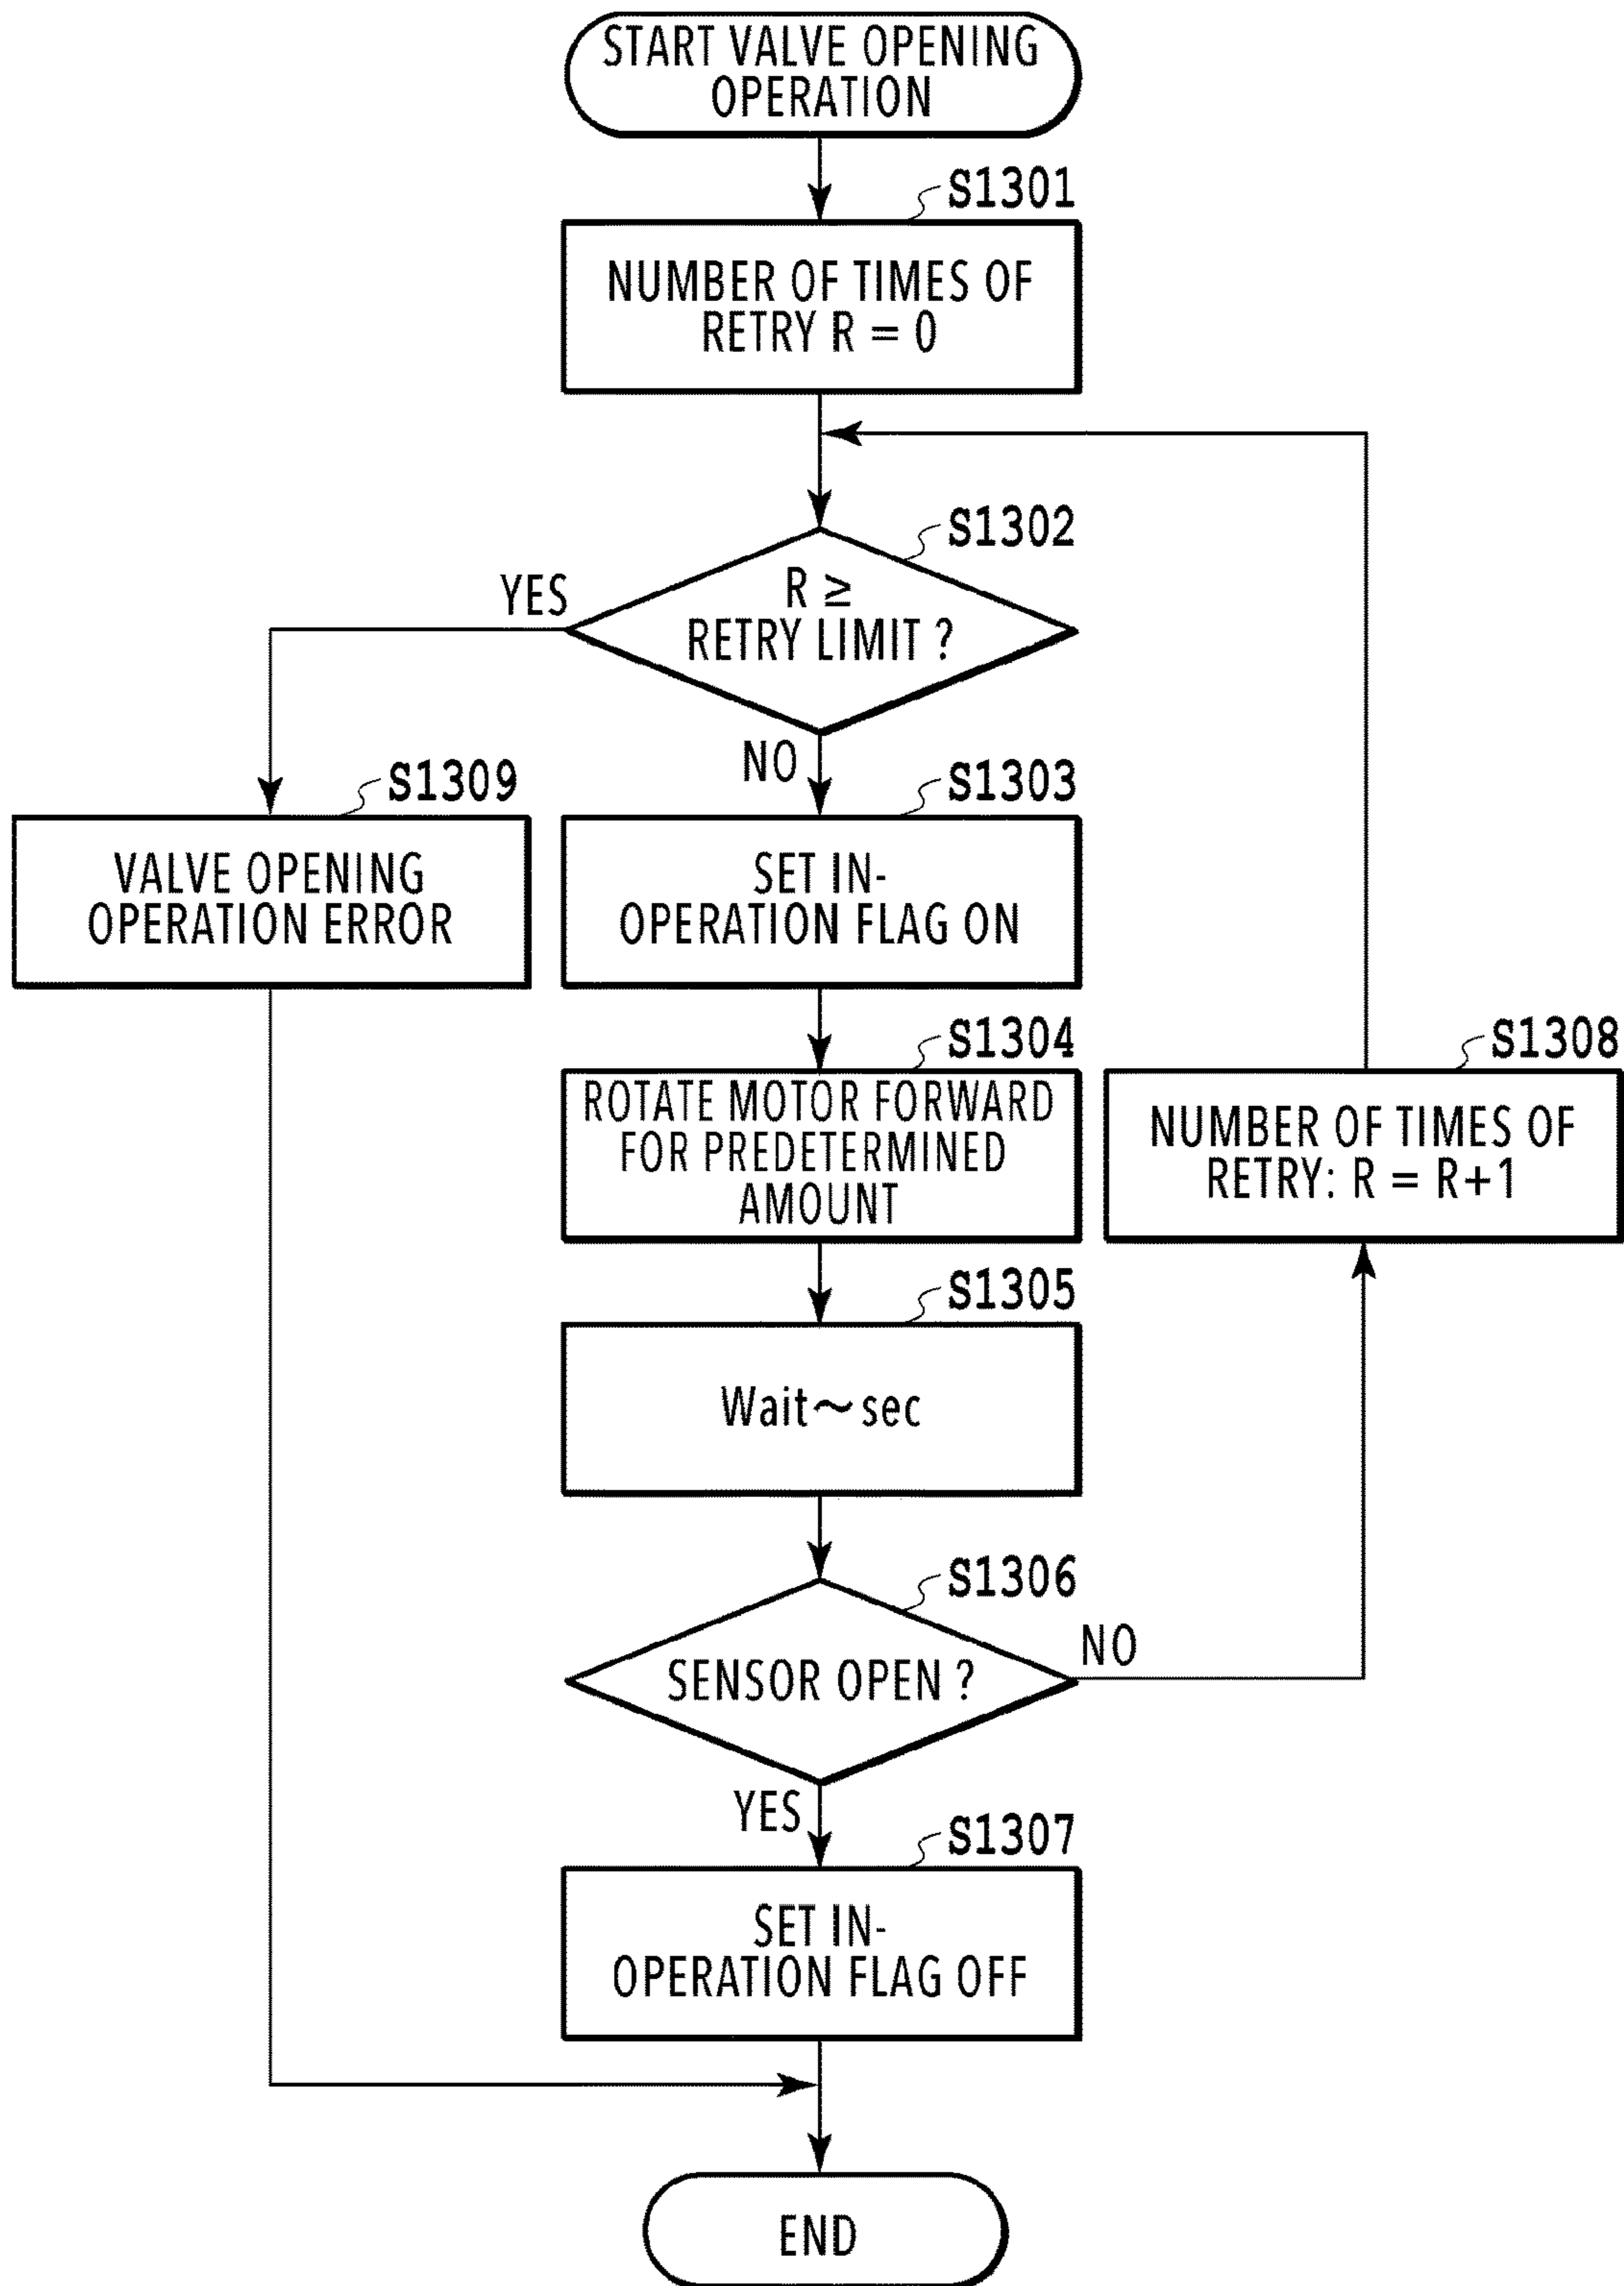 START VALVE OPENING
OPERATION
S1301
NUMBER OF TIMES OF
RETRY R = 0
S1302
R ≥
RETRY LIMIT ?
YES
NO
S1309
VALVE OPENING
OPERATION ERROR
S1303
SET IN-
OPERATION FLAG ON
S1304
ROTATE MOTOR FORWARD
FOR PREDETERMINED
AMOUNT
S1308
NUMBER OF TIMES OF
RETRY: R = R+1
S1305
Wait~sec
S1306
SENSOR OPEN ?
NO
YES
S1307
SET IN-
OPERATION FLAG OFF
END